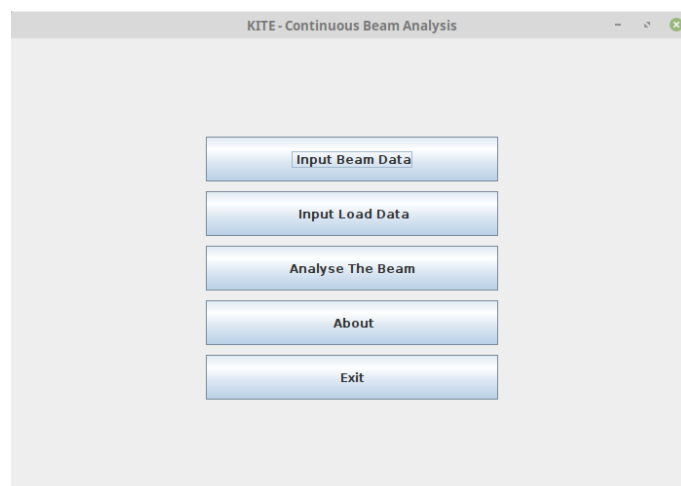 KITE - Continuous Beam Analysis
Input Beam Data
Input Load Data
Analyse The Beam
About
Exit